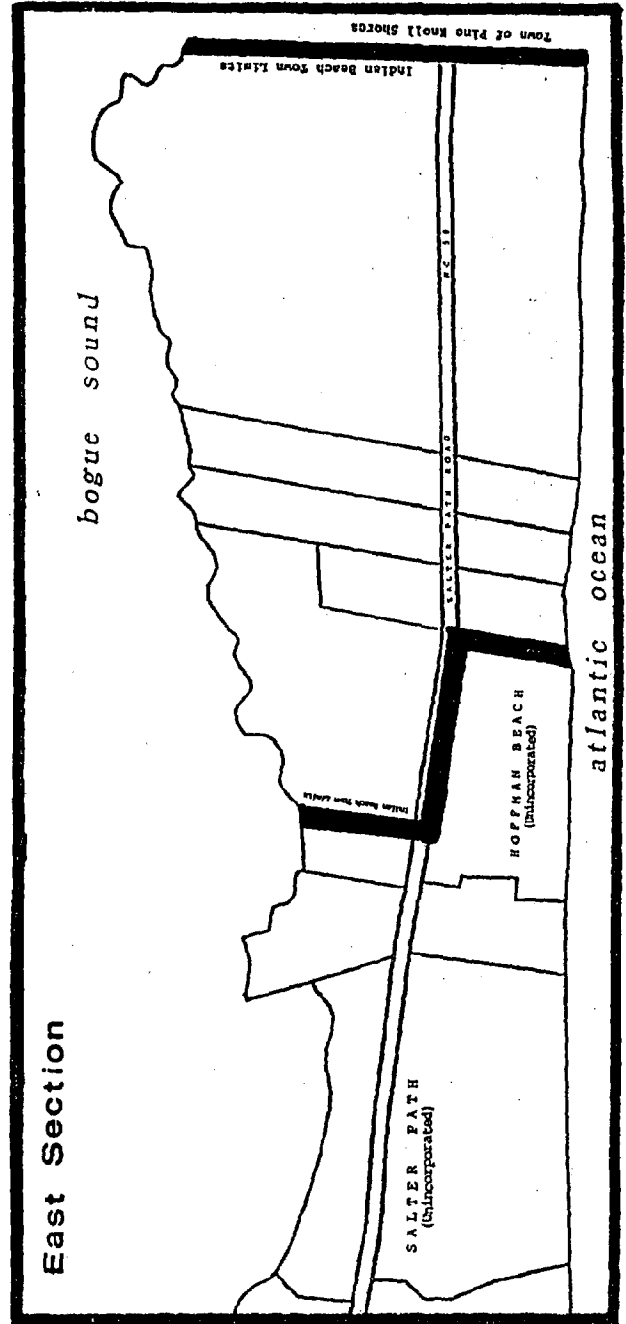 East Section
bogue sound
Town of Pine Knoll Shores
Indian Beach Town Limits
NC 58
SALTER PATH ROAD
Indian Beach Town Limits
HOFFMAN BEACH
(Unincorporated)
SALTER PATH
(Unincorporated)
atlantic ocean